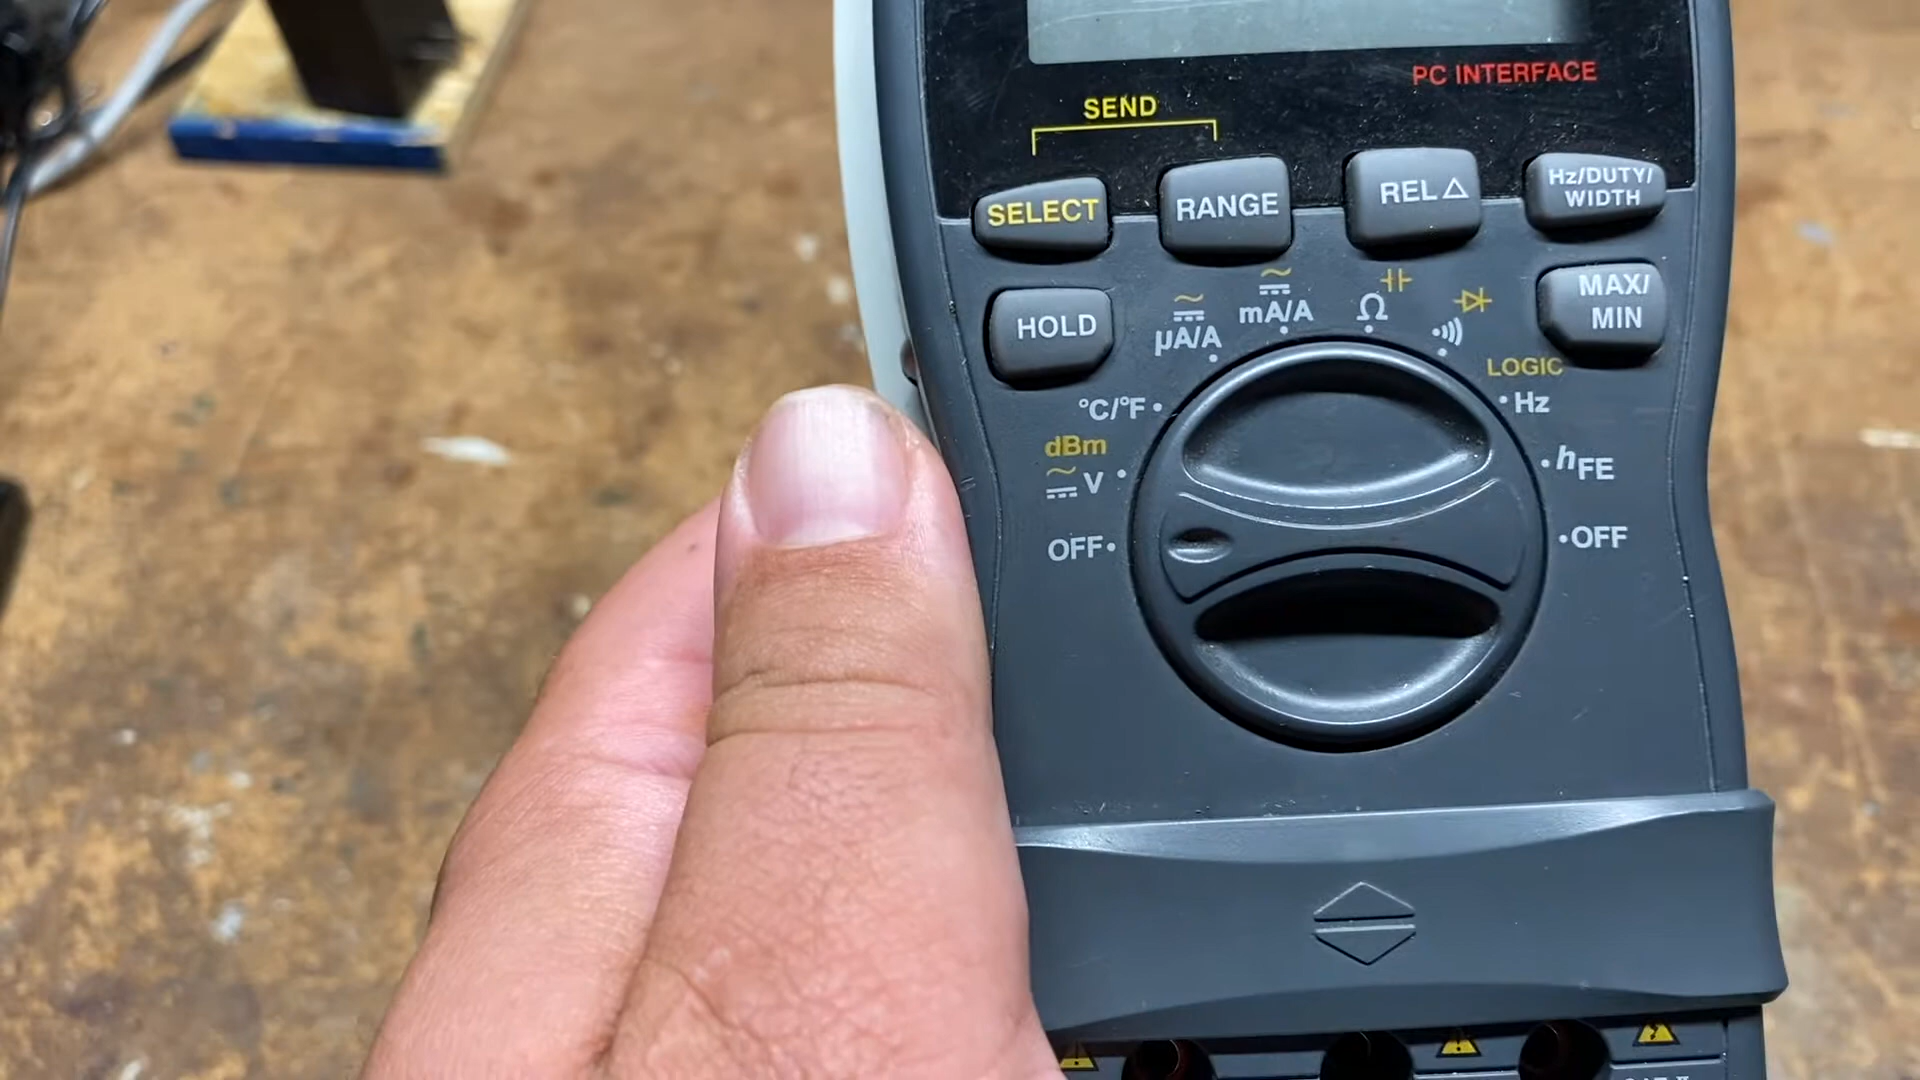 PC INTERFACE
SEND
SELECT
RANGE
REL△
Hz/DUTY/
WIDTH
HOLD
µA/A
mA/A
Ω
MAX/
MIN
LOGIC
°C/°F
Hz
dBm
V
hFE
OFF
OFF